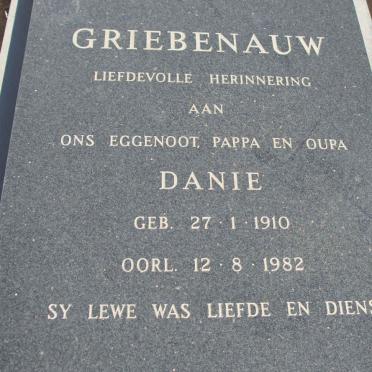 GRIEBENAUW
LIEFDEVOLLE HERINNERING
AAN
ONS EGGENOOT, PAPPA EN OUPA
DANIE
GEB. 27·1·1910
OORL. 12·8·1982
SY LEWE WAS LIEFDE EN DIENS